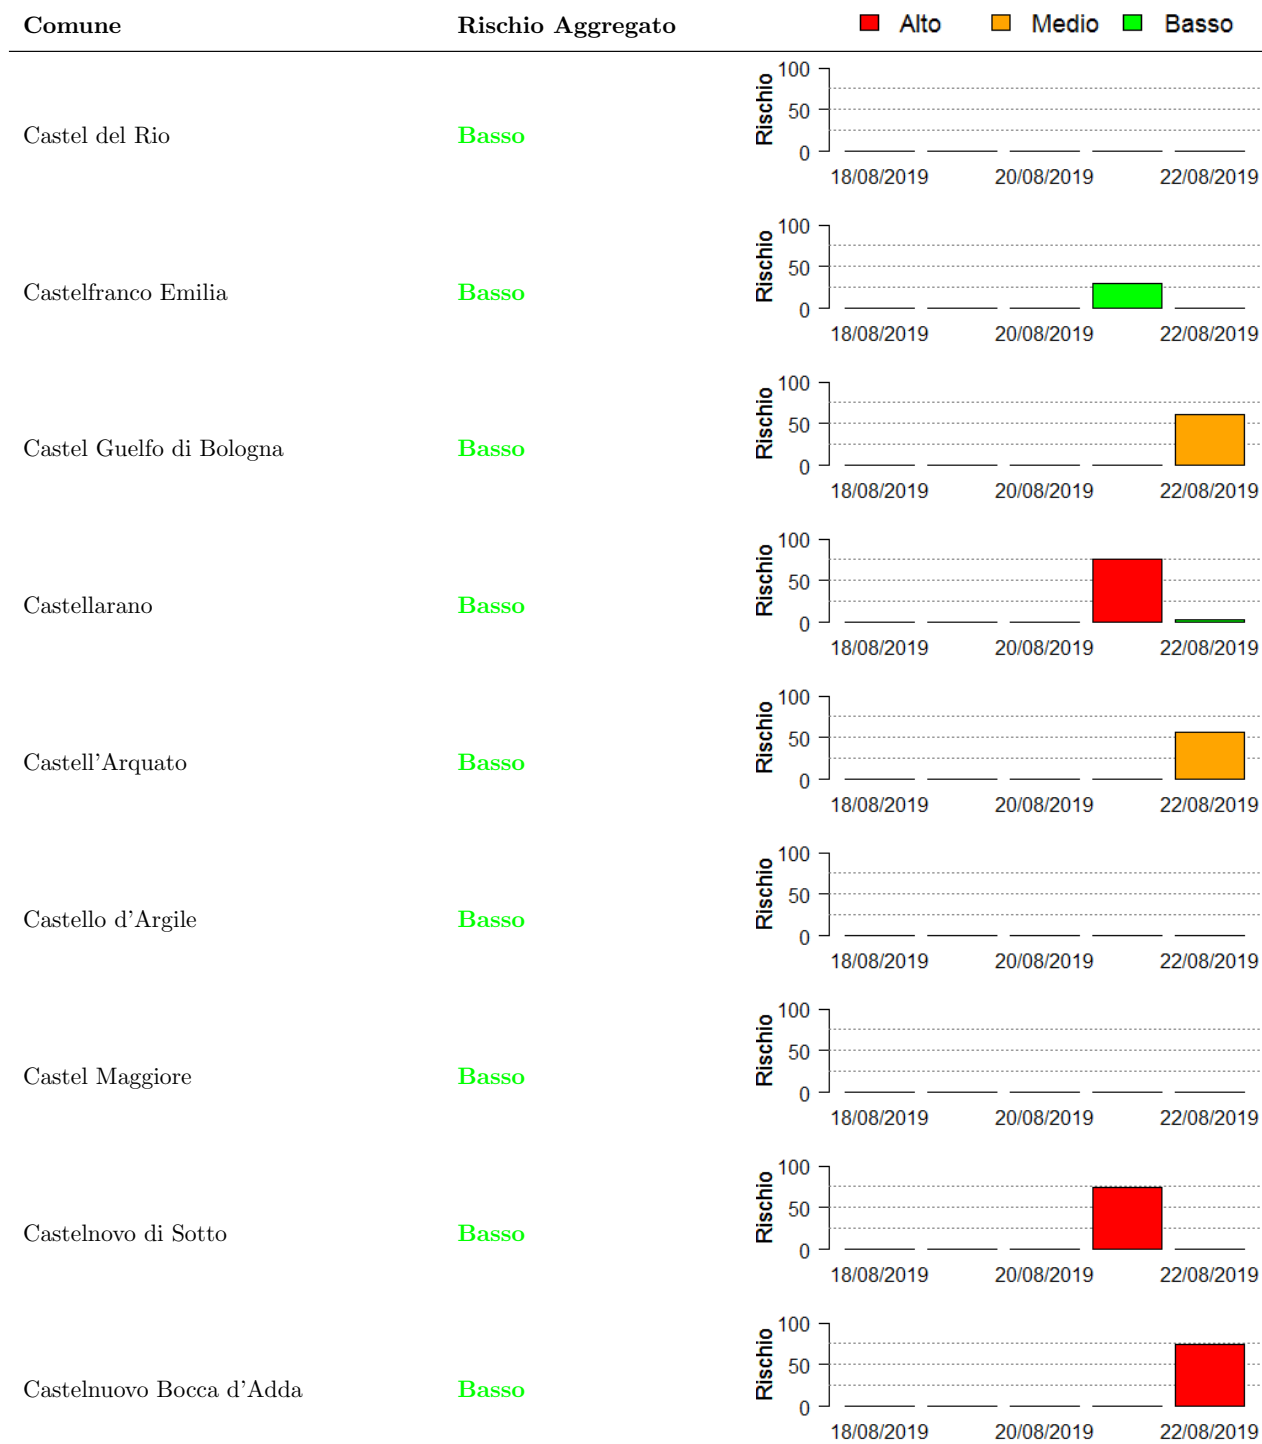 Comune Rischio Aggregato Alto Medio Basso
100
50
0
Rischio
Castel del Rio Basso
18/08/2019 20/08/2019 22/08/2019
100
50
0
Rischio
Castelfranco Emilia Basso
18/08/2019 20/08/2019 22/08/2019
100
50
0
Rischio
Castel Guelfo di Bologna Basso
18/08/2019 20/08/2019 22/08/2019
100
50
0
Rischio
Castellarano Basso
18/08/2019 20/08/2019 22/08/2019
100
50
0
Rischio
Castell'Arquato Basso
18/08/2019 20/08/2019 22/08/2019
100
50
0
Rischio
Castello d'Argile Basso
18/08/2019 20/08/2019 22/08/2019
100
50
0
Rischio
Castel Maggiore Basso
18/08/2019 20/08/2019 22/08/2019
100
50
0
Rischio
Castelnovo di Sotto Basso
18/08/2019 20/08/2019 22/08/2019
100
50
0
Rischio
Castelnuovo Bocca d'Adda Basso
18/08/2019 20/08/2019 22/08/2019